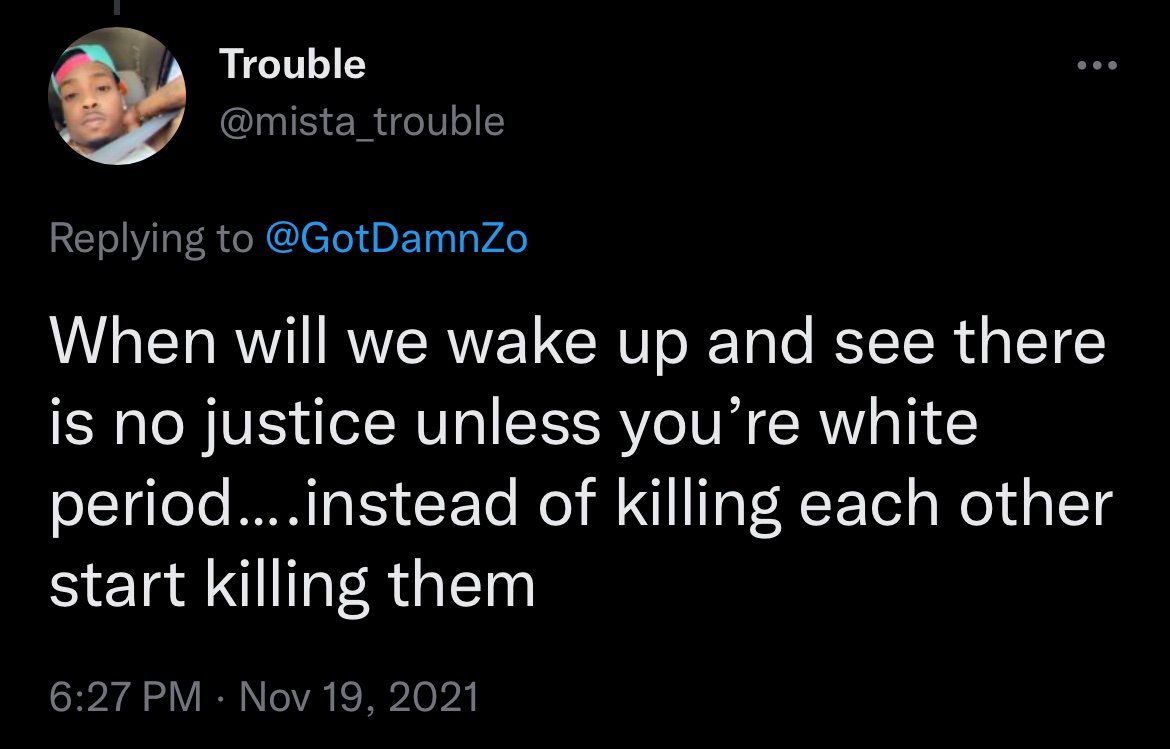 Trouble
@mista_trouble
Replying to @GotDamnZo
When will we wake up and see there
is no justice unless you’re white
period....instead of killing each other
start killing them
6:27 PM · Nov 19, 2021